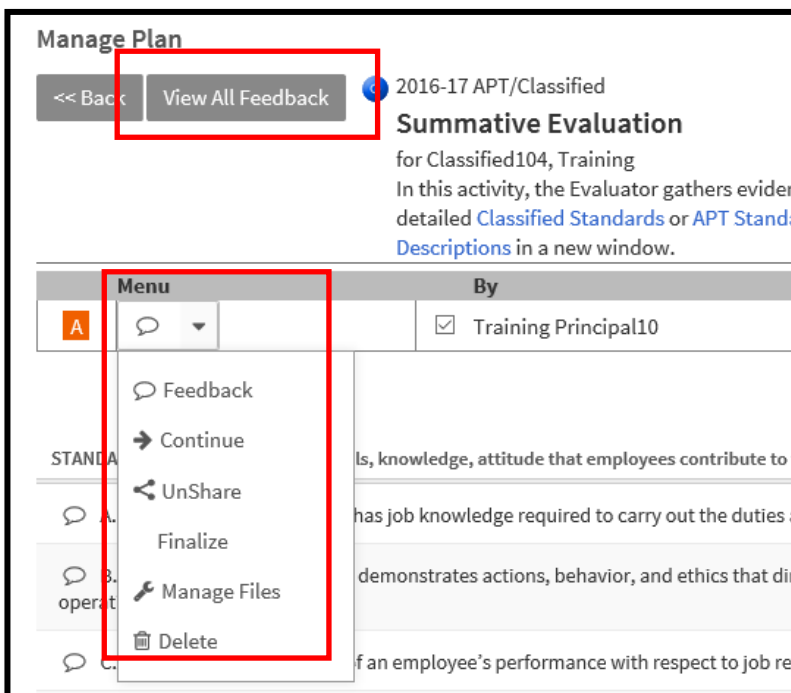 Manage Plan
<< Back View All Feedback
2016-17 APT/Classified
Summative Evaluation
for Classified104, Training
In this activity, the Evaluator gathers evide
detailed Classified Standards or APT Stand
Descriptions in a new window.
Menu By
A Training Principal10
Feedback
Continue
STANDA ls, knowledge, attitude that employees contribute to
UnShare
A. has job knowledge required to carry out the duties
Finalize
B. demonstrates actions, behavior, and ethics that di
operat Manage Files
Delete
C. f an employee's performance with respect to job re